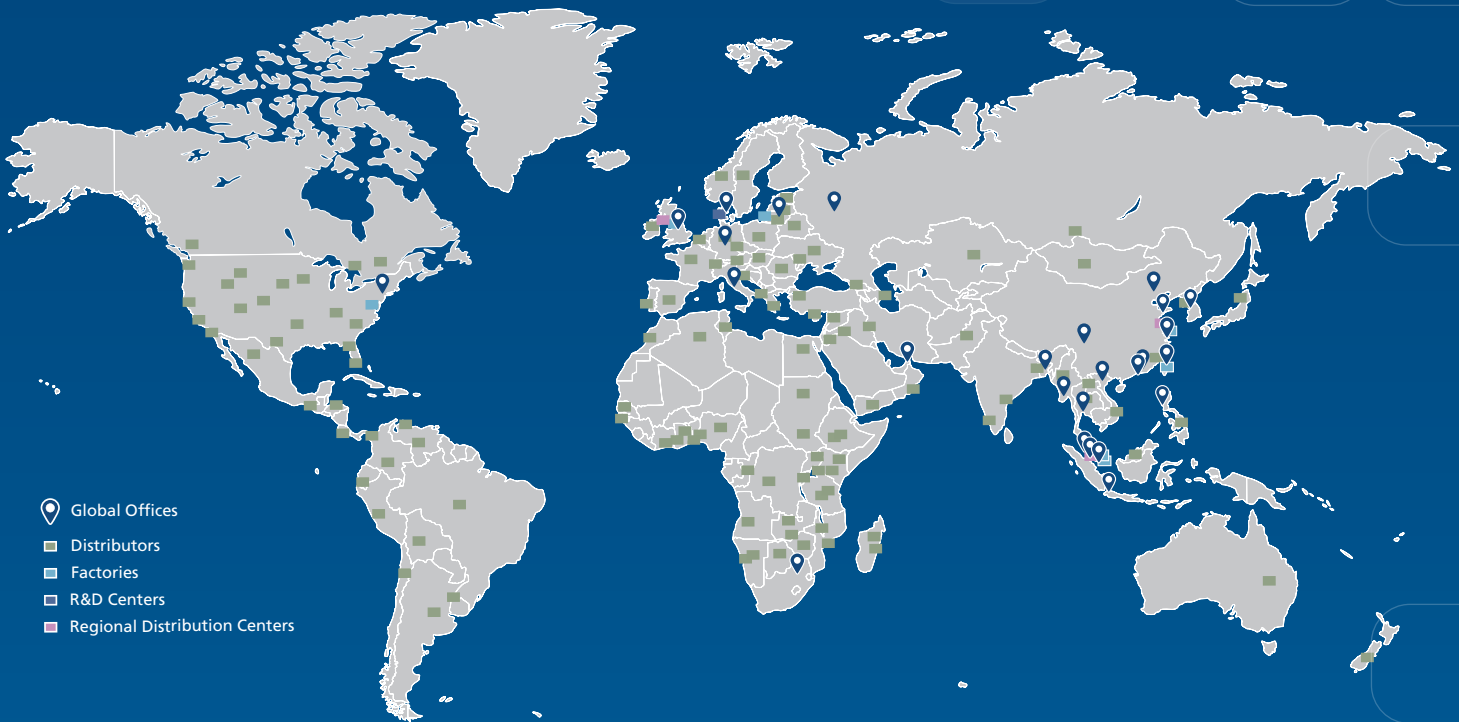 Global Offices
Distributors
Factories
R&D Centers
Regional Distribution Centers